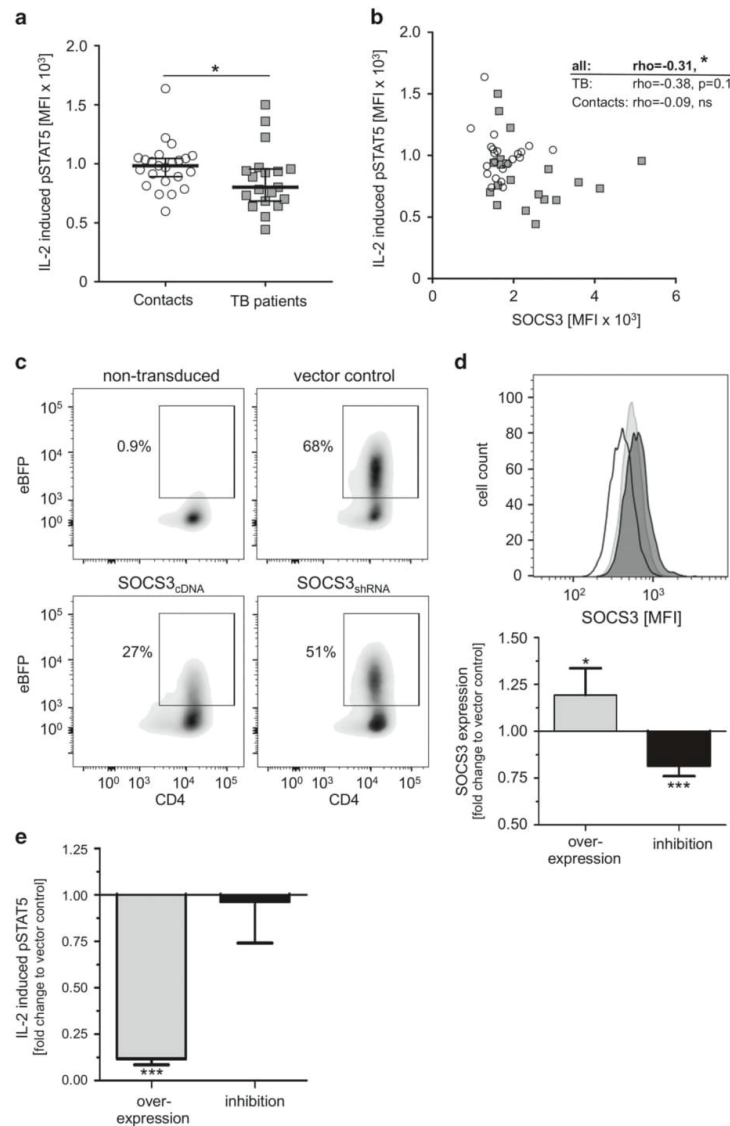 a
IL-2 induced pSTAT5 [MFI x 10³]
2.0
1.5
1.0
0.5
0
*
Contacts
TB patients
b
IL-2 induced pSTAT5 [MFI x 10³]
2.0
1.5
1.0
0.5
0
all: rho=-0.31, *
TB: rho=-0.38, p=0.1
Contacts: rho=-0.09, ns
0 2 4 6
SOCS3 [MFI x 10³]
c
non-transduced
vector control
eBFP
10⁵
10⁴
10³
10⁰
0.9%
68%
SOCS3cDNA
SOCS3shRNA
eBFP
10⁵
10⁴
10³
10⁰
27%
51%
10⁰ 10³ 10⁴ 10⁵
10⁰ 10³ 10⁴ 10⁵
CD4
CD4
d
cell count
100
80
60
40
20
0
10² 10³
SOCS3 [MFI]
SOCS3 expression
[fold change to vector control]
1.50
1.25
1.00
0.75
0.50
*
***
over-
expression
inhibition
e
IL-2 induced pSTAT5
[fold change to vector control]
1.25
1.00
0.75
0.50
0.25
0.00
***
over-
expression
inhibition